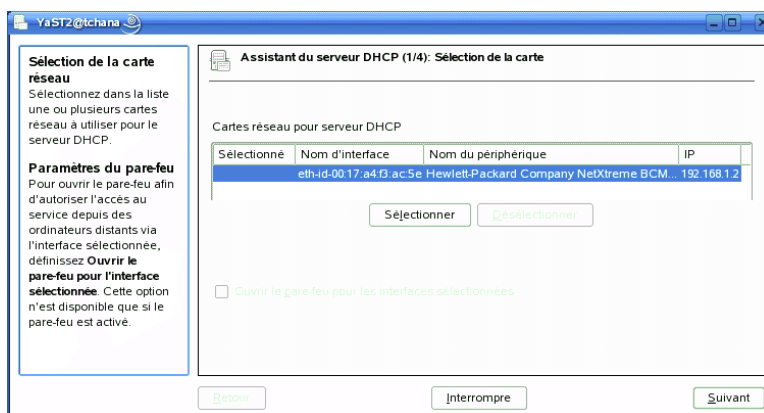 YaST2@tchana
Sélection de la carte
réseau
Sélectionnez dans la liste
une ou plusieurs cartes
réseau à utiliser pour le
serveur DHCP.
Paramètres du pare-feu
Pour ouvrir le pare-feu afin
d'autoriser l'accès au
service depuis des
ordinateurs distants via
l'interface sélectionnée,
définissez Ouvrir le
pare-feu pour l'interface
sélectionnée. Cette option
n'est disponible que si le
pare-feu est activé.
Assistant du serveur DHCP (1/4): Sélection de la carte
Cartes réseau pour serveur DHCP
Sélectionné Nom d'interface Nom du périphérique IP
eth-id-00:17:a4:f3:ac:5e Hewlett-Packard Company NetXtreme BCM... 192.168.1.2
Sélectionner Désélectionner
Ouvrir le pare-feu pour les interfaces sélectionnées
Retour Interrompre Suivant